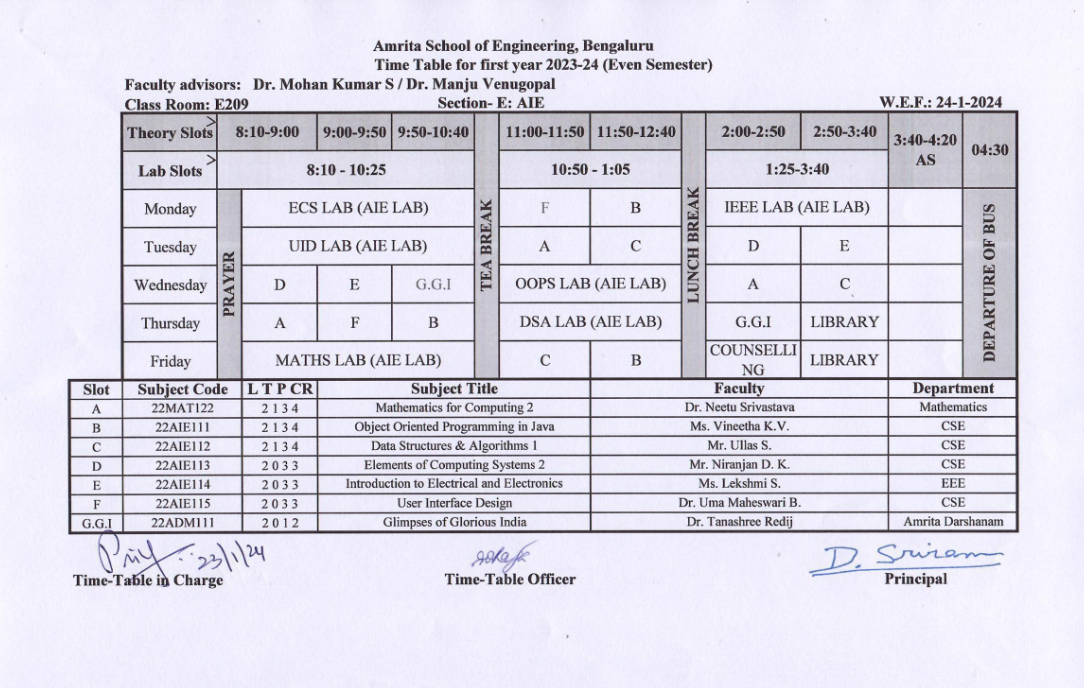 Amrita School of Engineering, Bengaluru
Time Table for first year 2023-24 (Even Semester)
Faculty advisors: Dr. Mohan Kumar S / Dr. Manju Venugopal
Class Room: E209 Section- E: AIE W.E.F.: 24-1-2024
Theory Slots > 8:10-9:00 9:00-9:50 9:50-10:40 TEA BREAK 11:00-11:50 11:50-12:40 LUNCH BREAK 2:00-2:50 2:50-3:40 3:40-4:20 AS 04:30
Lab Slots > 8:10 - 10:25 10:50 - 1:05 1:25-3:40
Monday PRAYER ECS LAB (AIE LAB) F B IEEE LAB (AIE LAB) DEPARTURE OF BUS
Tuesday UID LAB (AIE LAB) A C D E
Wednesday D E G.G.I OOPS LAB (AIE LAB) A C
Thursday A F B DSA LAB (AIE LAB) G.G.I LIBRARY
Friday MATHS LAB (AIE LAB) C B COUNSELLI
NG LIBRARY
Slot Subject Code L T P CR Subject Title Faculty Department
A 22MAT122 2 1 3 4 Mathematics for Computing 2 Dr. Neetu Srivastava Mathematics
B 22AIE111 2 1 3 4 Object Oriented Programming in Java Ms. Vineetha K.V. CSE
C 22AIE112 2 1 3 4 Data Structures & Algorithms 1 Mr. Ullas S. CSE
D 22AIE113 2 0 3 3 Elements of Computing Systems 2 Mr. Niranjan D. K. CSE
E 22AIE114 2 0 3 3 Introduction to Electrical and Electronics Ms. Lekshmi S. EEE
F 22AIE115 2 0 3 3 User Interface Design Dr. Uma Maheswari B. CSE
G.G.I 22ADM111 2 0 1 2 Glimpses of Glorious India Dr. Tanashree Redij Amrita Darshanam
23/1/24 D. Sriram
Time-Table in Charge Time-Table Officer Principal